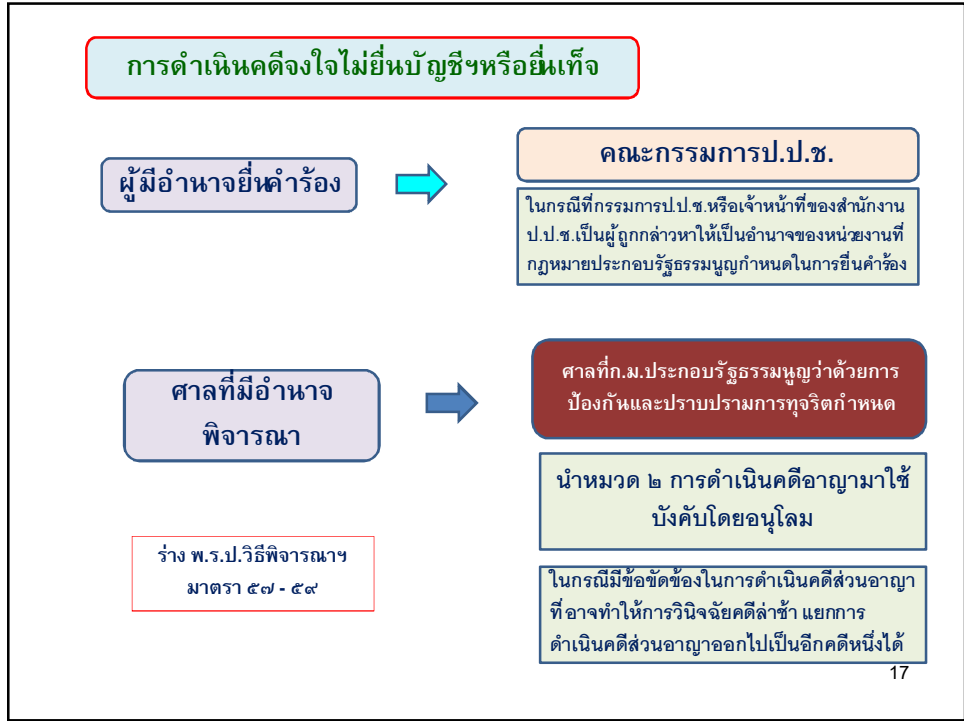 การดำเนินคดีจงใจไม่ยื่นบัญชีฯหรือยื่นเท็จ
ผู้มีอำนาจยื่นคำร้อง
คณะกรรมการป.ป.ช.
ในกรณีที่กรรมการป.ป.ช.หรือเจ้าหน้าที่ของสำนักงาน
ป.ป.ช.เป็นผู้ถูกกล่าวหาให้เป็นอำนาจของหน่วยงานที่
กฎหมายประกอบรัฐธรรมนูญกำหนดในการยื่นคำร้อง
ศาลที่มีอำนาจ
พิจารณา
ศาลที่ก.ม.ประกอบรัฐธรรมนูญว่าด้วยการ
ป้องกันและปราบปรามการทุจริตกำหนด
นำหมวด ๒ การดำเนินคดีอาญามาใช้
บังคับโดยอนุโลม
ร่าง พ.ร.ป.วิธีพิจารณาฯ
มาตรา ๕๗ - ๕๙
ในกรณีมีข้อขัดข้องในการดำเนินคดีส่วนอาญา
ที่อาจทำให้การวินิจฉัยคดีล่าช้า แยกการ
ดำเนินคดีส่วนอาญาออกไปเป็นอีกคดีหนึ่งได้
17